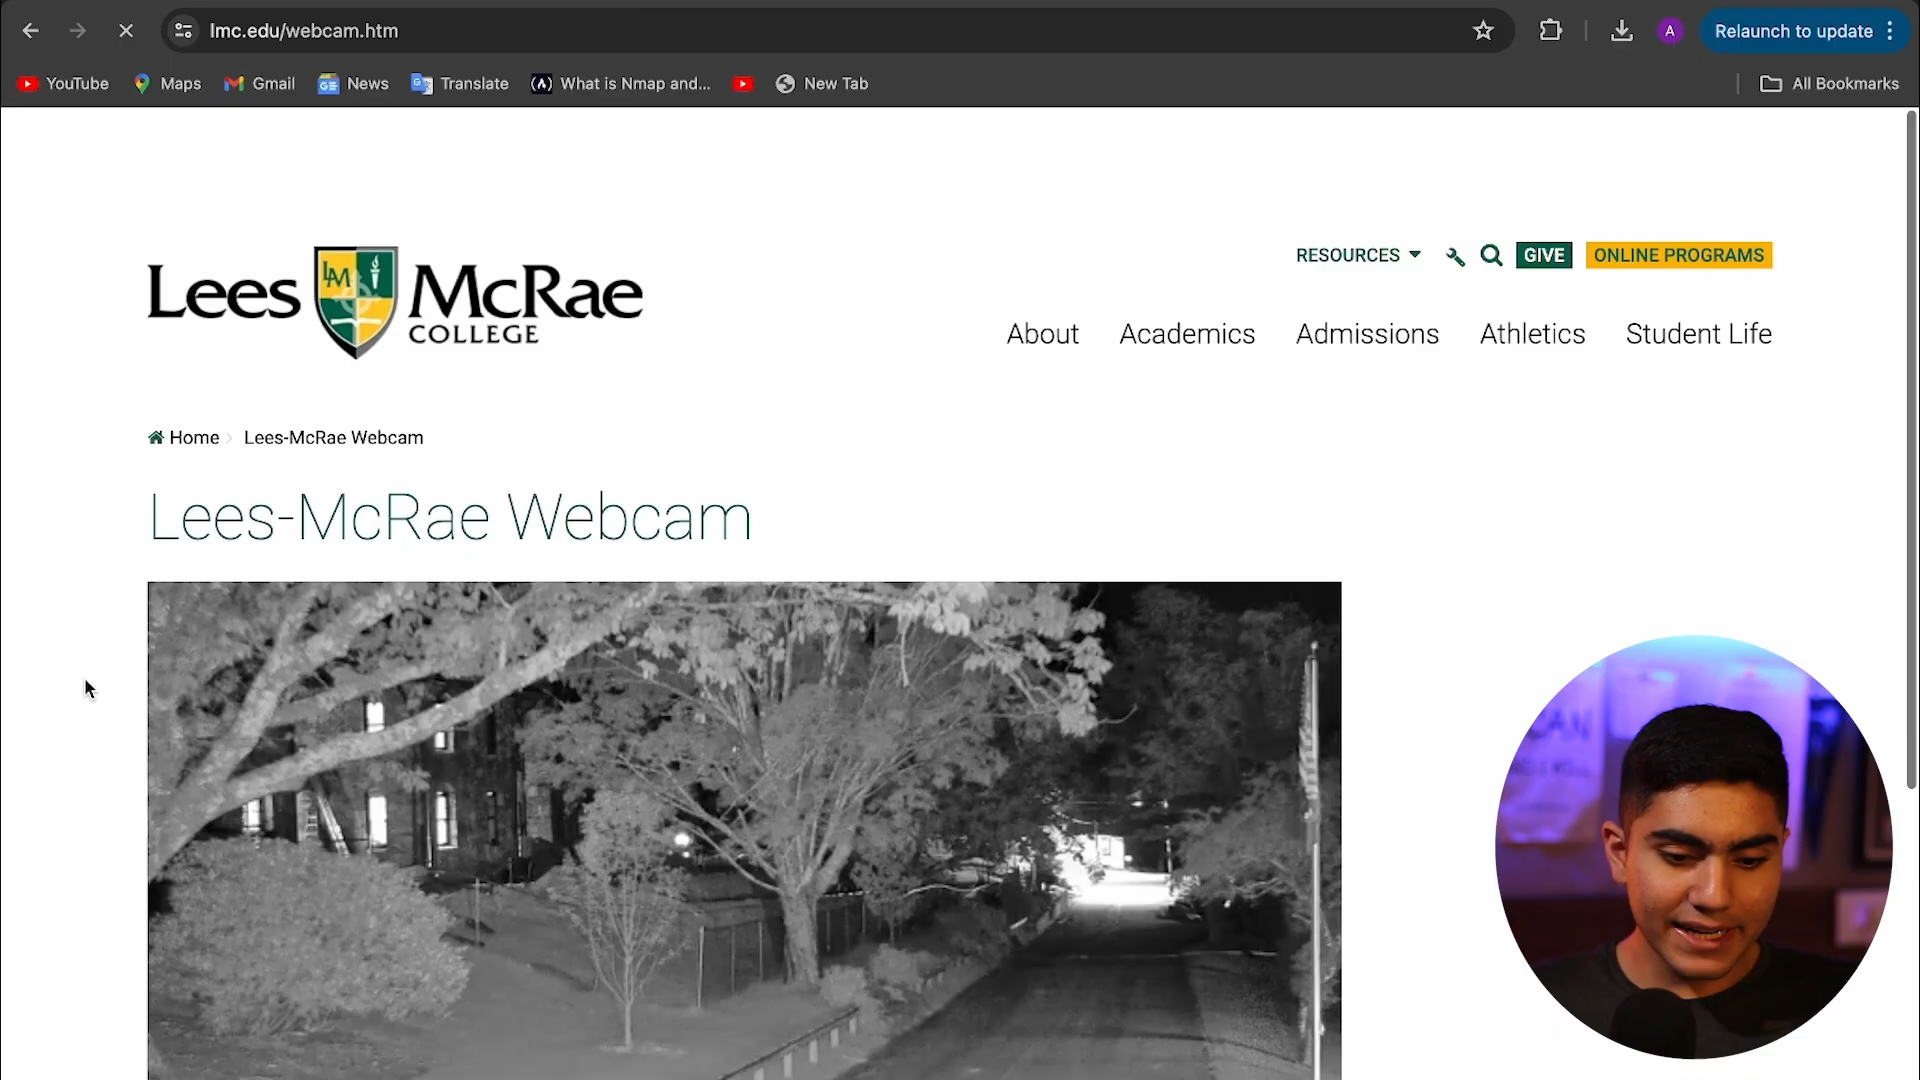 lmc.edu/webcam.htm
A
Relaunch to update
YouTube
Maps
Gmail
News
Translate
What is Nmap and...
New Tab
All Bookmarks
Lees
LM
McRae
COLLEGE
RESOURCES
GIVE
ONLINE PROGRAMS
About
Academics
Admissions
Athletics
Student Life
Home
Lees-McRae Webcam
Lees-McRae Webcam